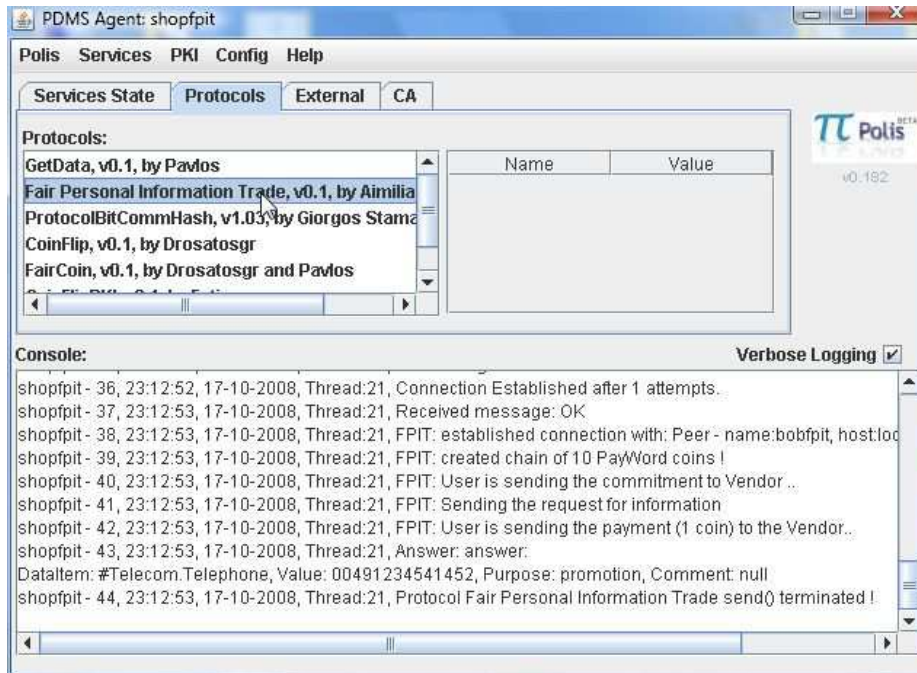 PDMS Agent: shopfpit
Polis Services PKI Config Help
Services State Protocols External CA
π Polis BETA
v0.192
Protocols:
GetData, v0.1, by Pavlos
Fair Personal Information Trade, v0.1, by Aimilia
ProtocolBitCommHash, v1.03, by Giorgos Stama
CoinFlip, v0.1, by Drosatosgr
FairCoin, v0.1, by Drosatosgr and Pavlos
Name Value
Console:
Verbose Logging
shopfpit - 36, 23:12:52, 17-10-2008, Thread:21, Connection Established after 1 attempts.
shopfpit - 37, 23:12:53, 17-10-2008, Thread:21, Received message: OK
shopfpit - 38, 23:12:53, 17-10-2008, Thread:21, FPIT: established connection with: Peer - name:bobfpit, host:loc
shopfpit - 39, 23:12:53, 17-10-2008, Thread:21, FPIT: created chain of 10 PayWord coins !
shopfpit - 40, 23:12:53, 17-10-2008, Thread:21, FPIT: User is sending the commitment to Vendor ..
shopfpit - 41, 23:12:53, 17-10-2008, Thread:21, FPIT: Sending the request for information
shopfpit - 42, 23:12:53, 17-10-2008, Thread:21, FPIT: User is sending the payment (1 coin) to the Vendor..
shopfpit - 43, 23:12:53, 17-10-2008, Thread:21, Answer: answer:
DataItem: #Telecom.Telephone, Value: 00491234541452, Purpose: promotion, Comment: null
shopfpit - 44, 23:12:53, 17-10-2008, Thread:21, Protocol Fair Personal Information Trade send() terminated !